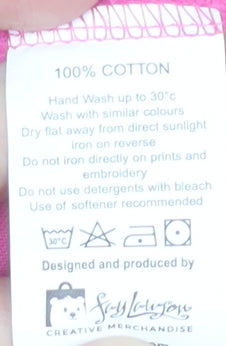 100% COTTON
Hand Wash up to 30°c
Wash with similar colours
Dry flat away from direct sunlight
iron on reverse
Do not iron directly on prints and
embroidery
Do not use detergents with bleach
Use of softener recommended
30°C
Designed and produced by
CREATIVE MERCHANDISE